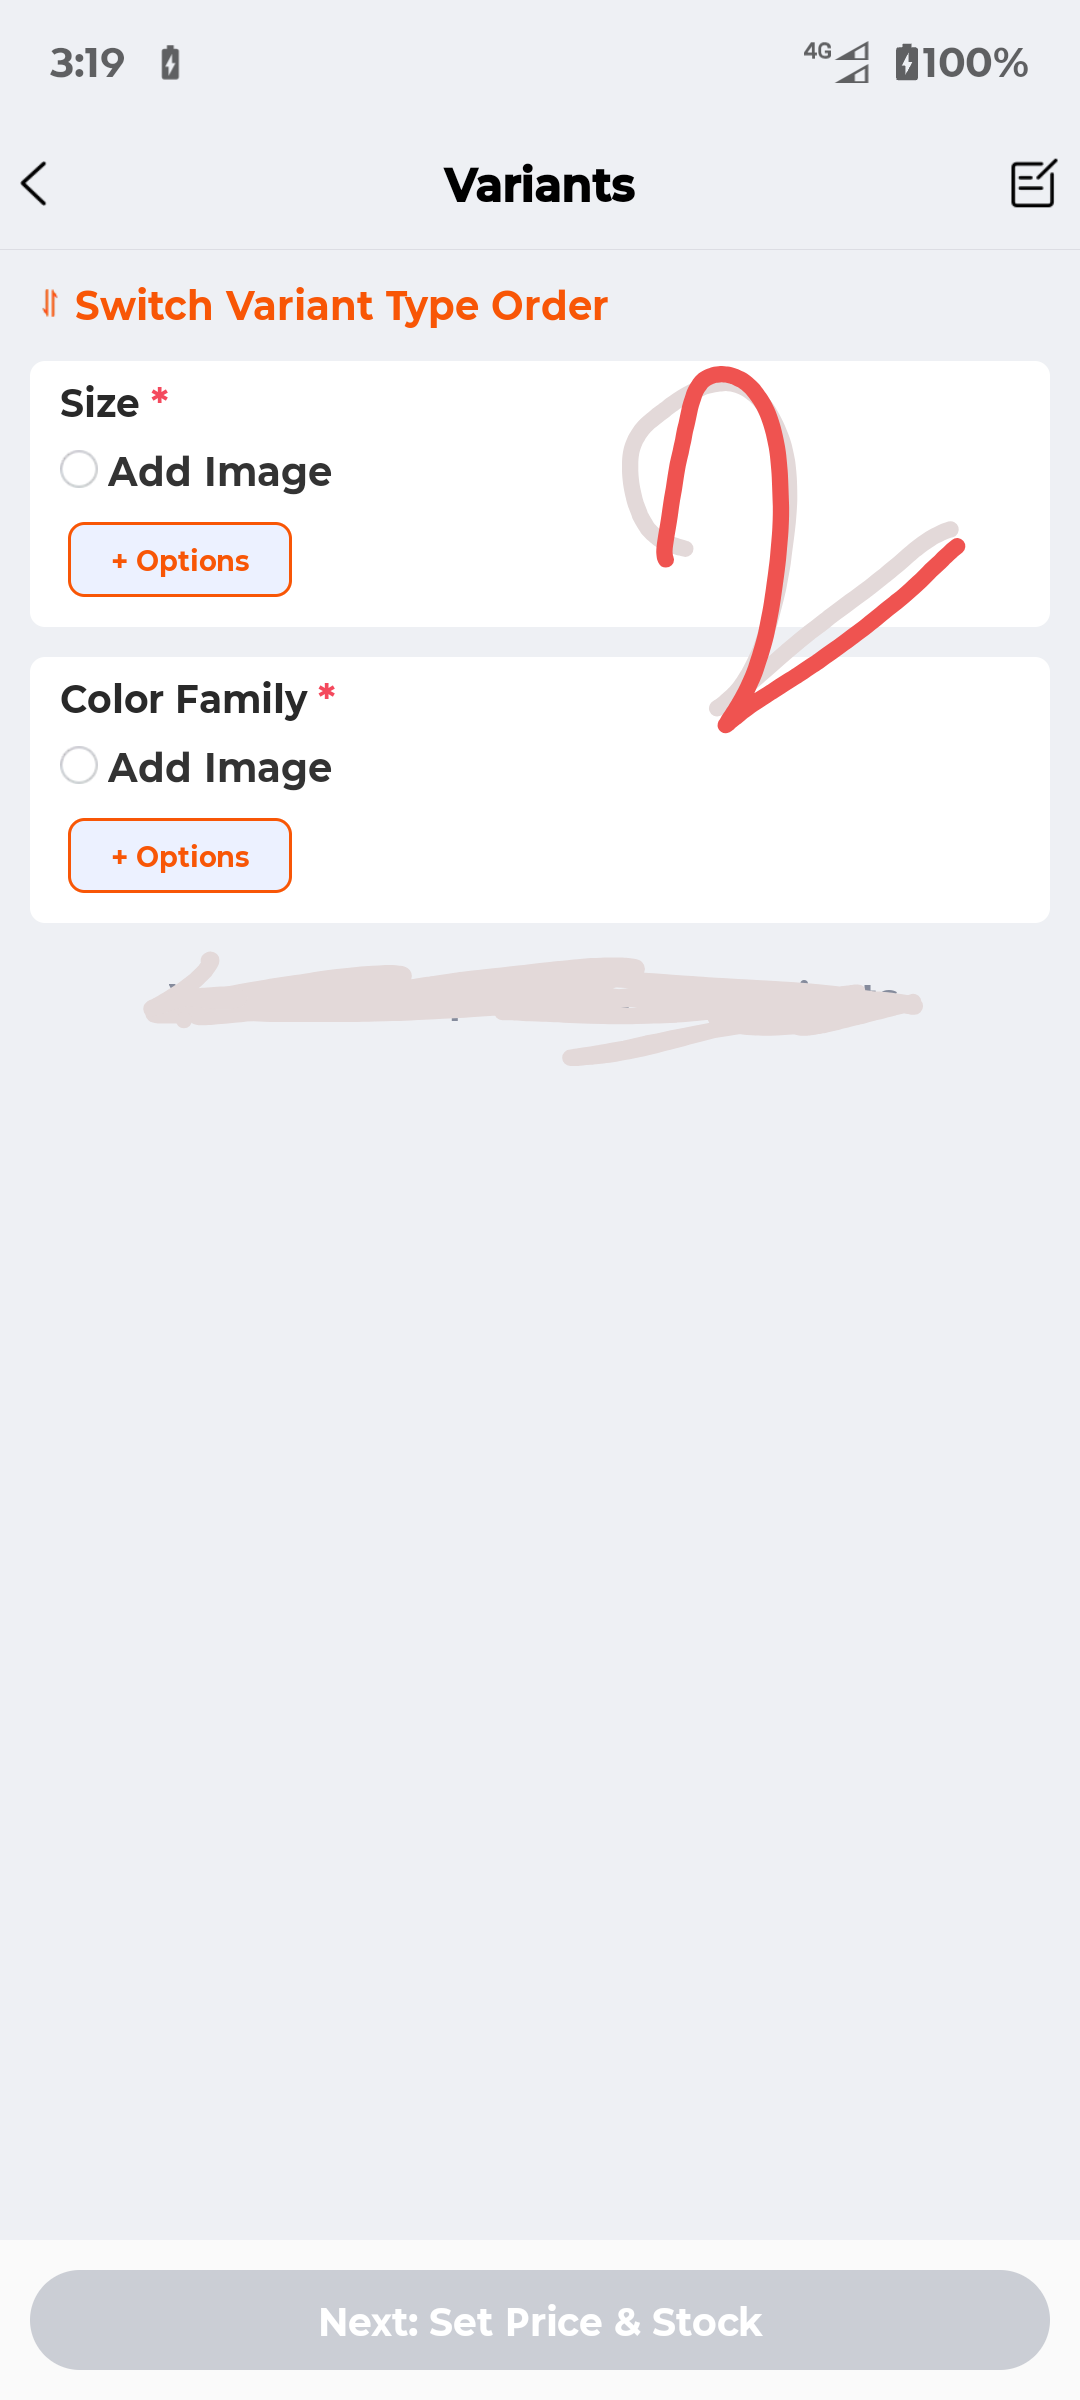 3:19 4G 100%
Variants
Switch Variant Type Order
Size *
Add Image
+ Options
2
Color Family *
Add Image
+ Options
Next: Set Price & Stock